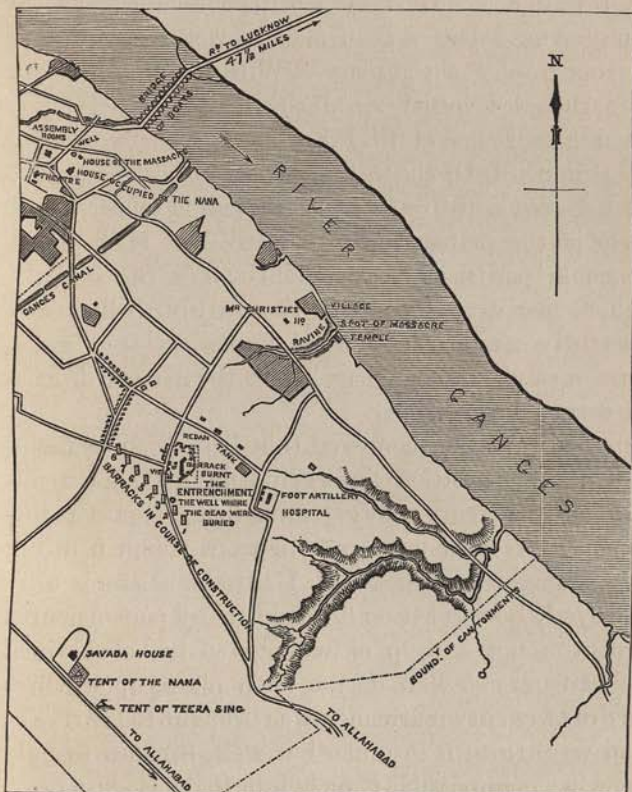 Rᴰ TO LUCKNOW
47½ MILES
BRIDGE
OF BOATS
N
ASSEMBLY
ROOMS
WELL
HOUSE OF THE MASSACRE
THEATRE
HOUSE OCCUPIED BY THE NANA
RIVER
GANGES
GANGES CANAL
Mᴿ CHRISTIES
Hᴼ
VILLAGE
RAVINE
SPOT OF MASSACRE
TEMPLE
REDAN
TANK
BARRACK
BURNT
THE
ENTRENCHMENT
THE WELL WHERE
THE DEAD WERE
BURIED
FOOT ARTILLERY
HOSPITAL
BARRACKS IN COURSE OF CONSTRUCTION
BOUNDʸ. OF CANTONMENTS
SAVADA HOUSE
TENT OF THE NANA
TENT OF TEERA SING
TO ALLAHABAD
TO ALLAHABAD